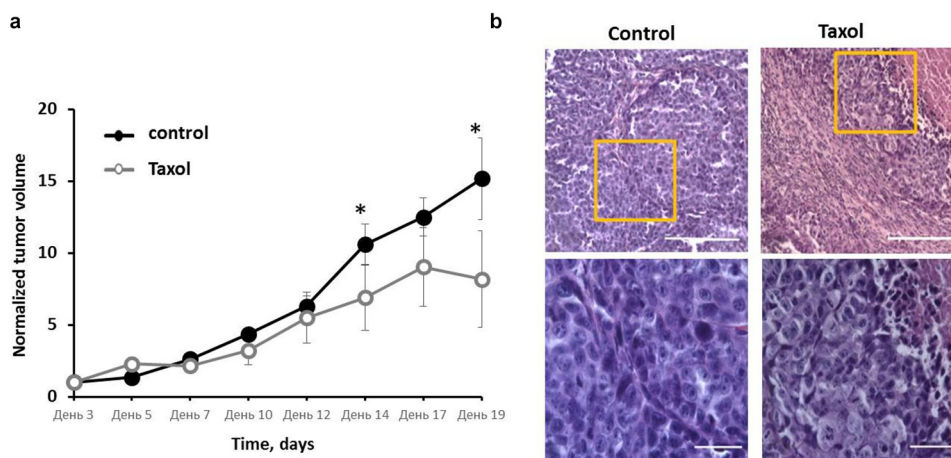 a
b
Control
Taxol
20
15
10
5
0
Normalized tumor volume
control
Taxol
*
*
День 3 День 5 День 7 День 10 День 12 День 14 День 17 День 19
Time, days